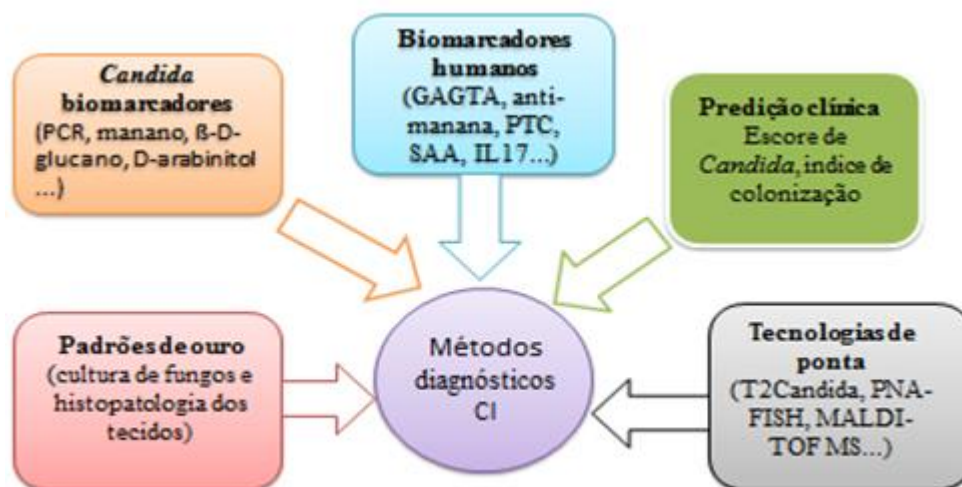 Candida
biomarcadores
(PCR, manano, ß-D-
glucano, D-arabinitol
...)
Biomarcadores
humanos
(GAGTA, anti-
manana, PTC,
SAA, IL17...)
Predição clínica
Escore de
Candida, indice de
colonização
Padrões de ouro
(cultura de fungos e
histopatologia dos
tecidos)
Métodos
diagnósticos
CI
Tecnologias de
ponta
(T2Candida, PNA-
FISH, MALDI-
TOF MS...)